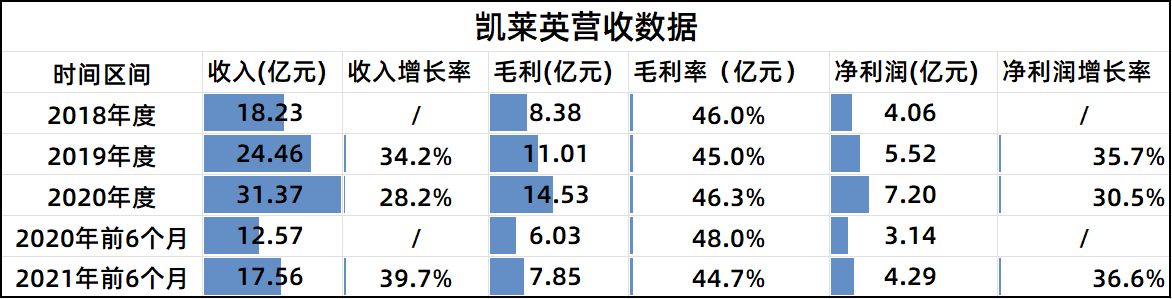 凯莱英营收数据
时间区间 收入(亿元) 收入增长率 毛利(亿元) 毛利率（亿元） 净利润(亿元) 净利润增长率
2018年度 18.23 / 8.38 46.0% 4.06 /
2019年度 24.46 34.2% 11.01 45.0% 5.52 35.7%
2020年度 31.37 28.2% 14.53 46.3% 7.20 30.5%
2020年前6个月 12.57 / 6.03 48.0% 3.14 /
2021年前6个月 17.56 39.7% 7.85 44.7% 4.29 36.6%